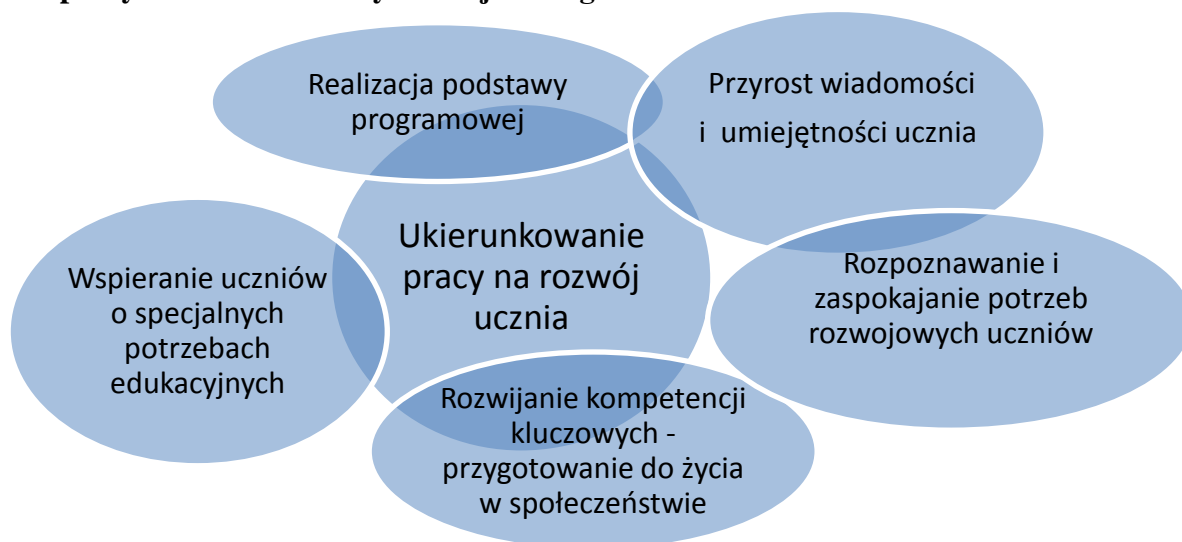 Realizacja podstawy
programowej
Przyrost wiadomości
i umiejętności ucznia
Ukierunkowanie
pracy na rozwój
ucznia
Wspieranie uczniów
o specjalnych
potrzebach
edukacyjnych
Rozpoznawanie i
zaspokajanie potrzeb
rozwojowych uczniów
Rozwijanie kompetencji
kluczowych -
przygotowanie do życia
w społeczeństwie